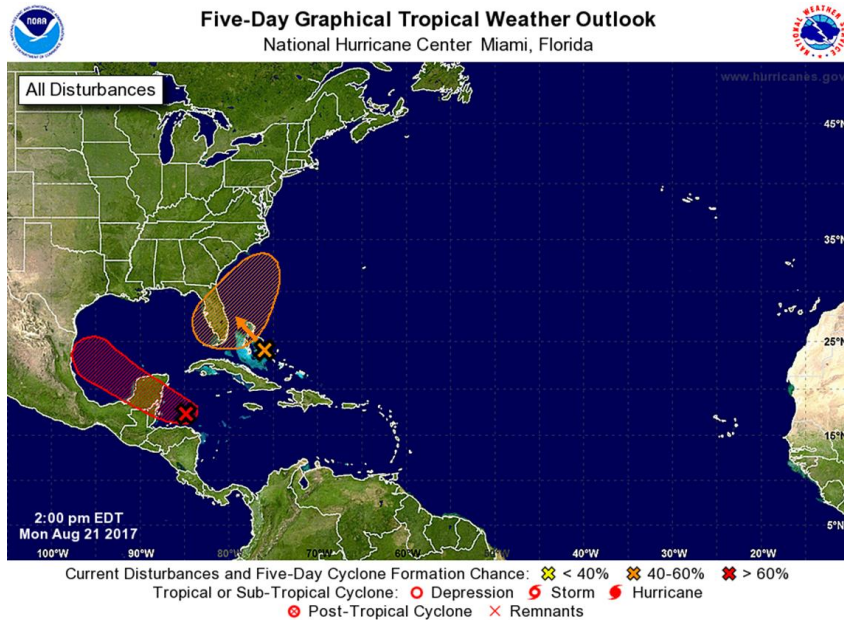 Five-Day Graphical Tropical Weather Outlook
National Hurricane Center Miami, Florida
NOAA
All Disturbances
www.hurricanes.gov
45°N
35°N
25°N
15°N
5°N
2:00 pm EDT
Mon Aug 21 2017
100°W 90°W 80°W 70°W 60°W 50°W 40°W 30°W 20°W
Current Disturbances and Five-Day Cyclone Formation Chance: < 40% 40-60% > 60%
Tropical or Sub-Tropical Cyclone: Depression Storm Hurricane
Post-Tropical Cyclone Remnants